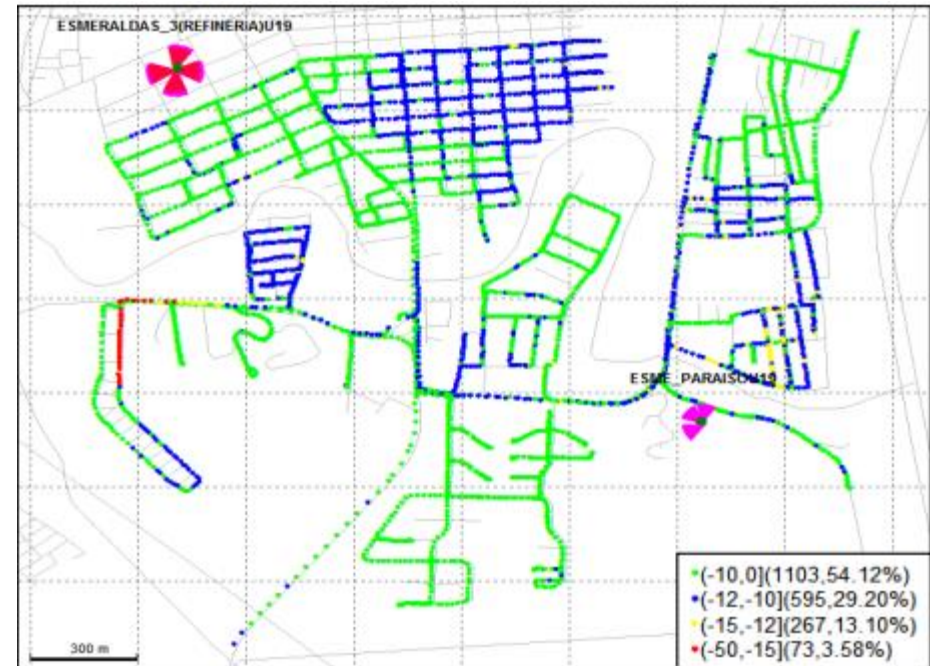 ESMERALDAS_3(REFINERIA)U19
ESME_PARAISOU19
(-10,0](1103,54.12%)
(-12,-10](595,29.20%)
(-15,-12](267,13.10%)
(-50,-15](73,3.58%)
300 m